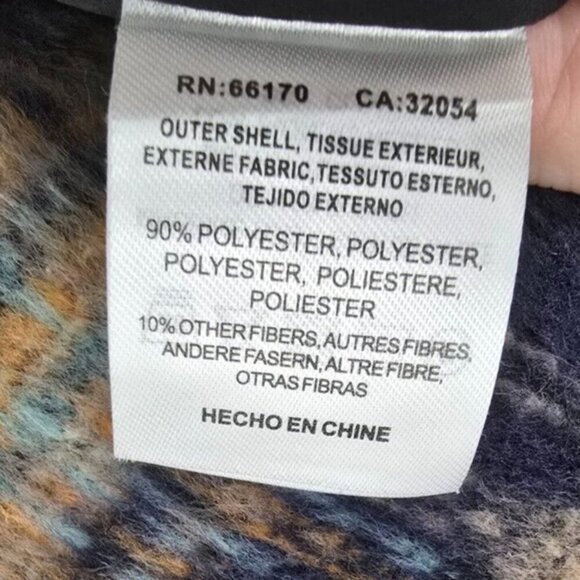 RN:66170 CA:32054
OUTER SHELL, TISSUE EXTERIEUR,
EXTERNE FABRIC, TESSUTO ESTERNO,
TEJIDO EXTERNO
90% POLYESTER, POLYESTER,
POLYESTER, POLIESTERE,
POLIESTER
10% OTHER FIBERS, AUTRES FIBRES,
ANDERE FASERN, ALTRE FIBRE,
OTRAS FIBRAS
HECHO EN CHINE